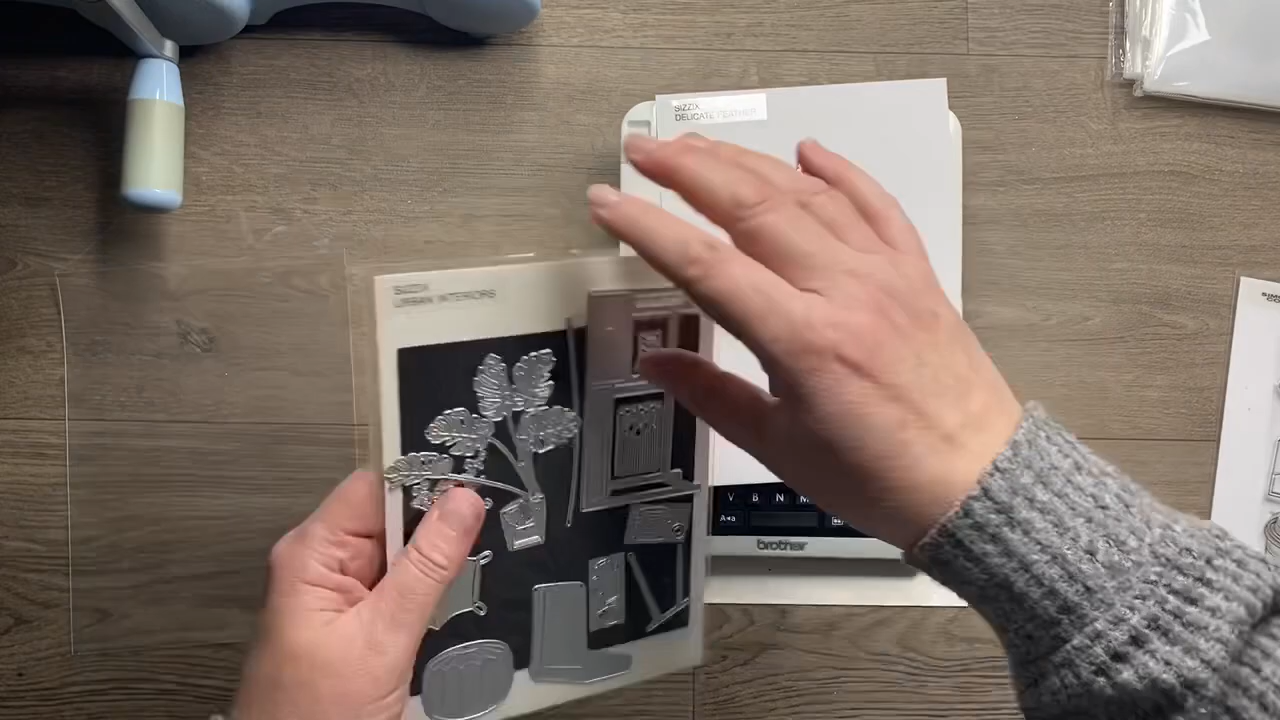 SIZZIX
DELICATE FEATHER
SIZZIX
URBAN INTERIORS
V B N M
A⇨a
brother